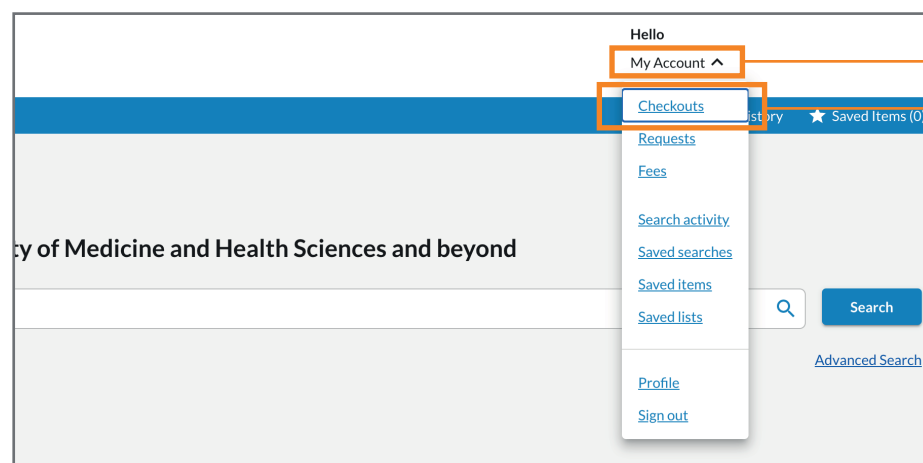 Hello
My Account
Checkouts
istory
Saved Items (0
Requests
Fees
Search activity
ty of Medicine and Health Sciences and beyond
Saved searches
Saved items
Search
Saved lists
Advanced Search
Profile
Sign out